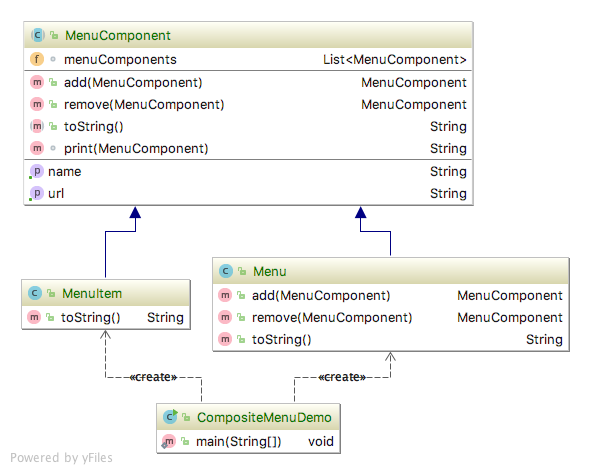 MenuComponent
menuComponents List<MenuComponent>
add(MenuComponent) MenuComponent
remove(MenuComponent) MenuComponent
toString() String
print(MenuComponent) String
name String
url String
MenuItem
toString() String
Menu
add(MenuComponent) MenuComponent
remove(MenuComponent) MenuComponent
toString() String
«create» «create»
CompositeMenuDemo
main(String[]) void
Powered by yFiles